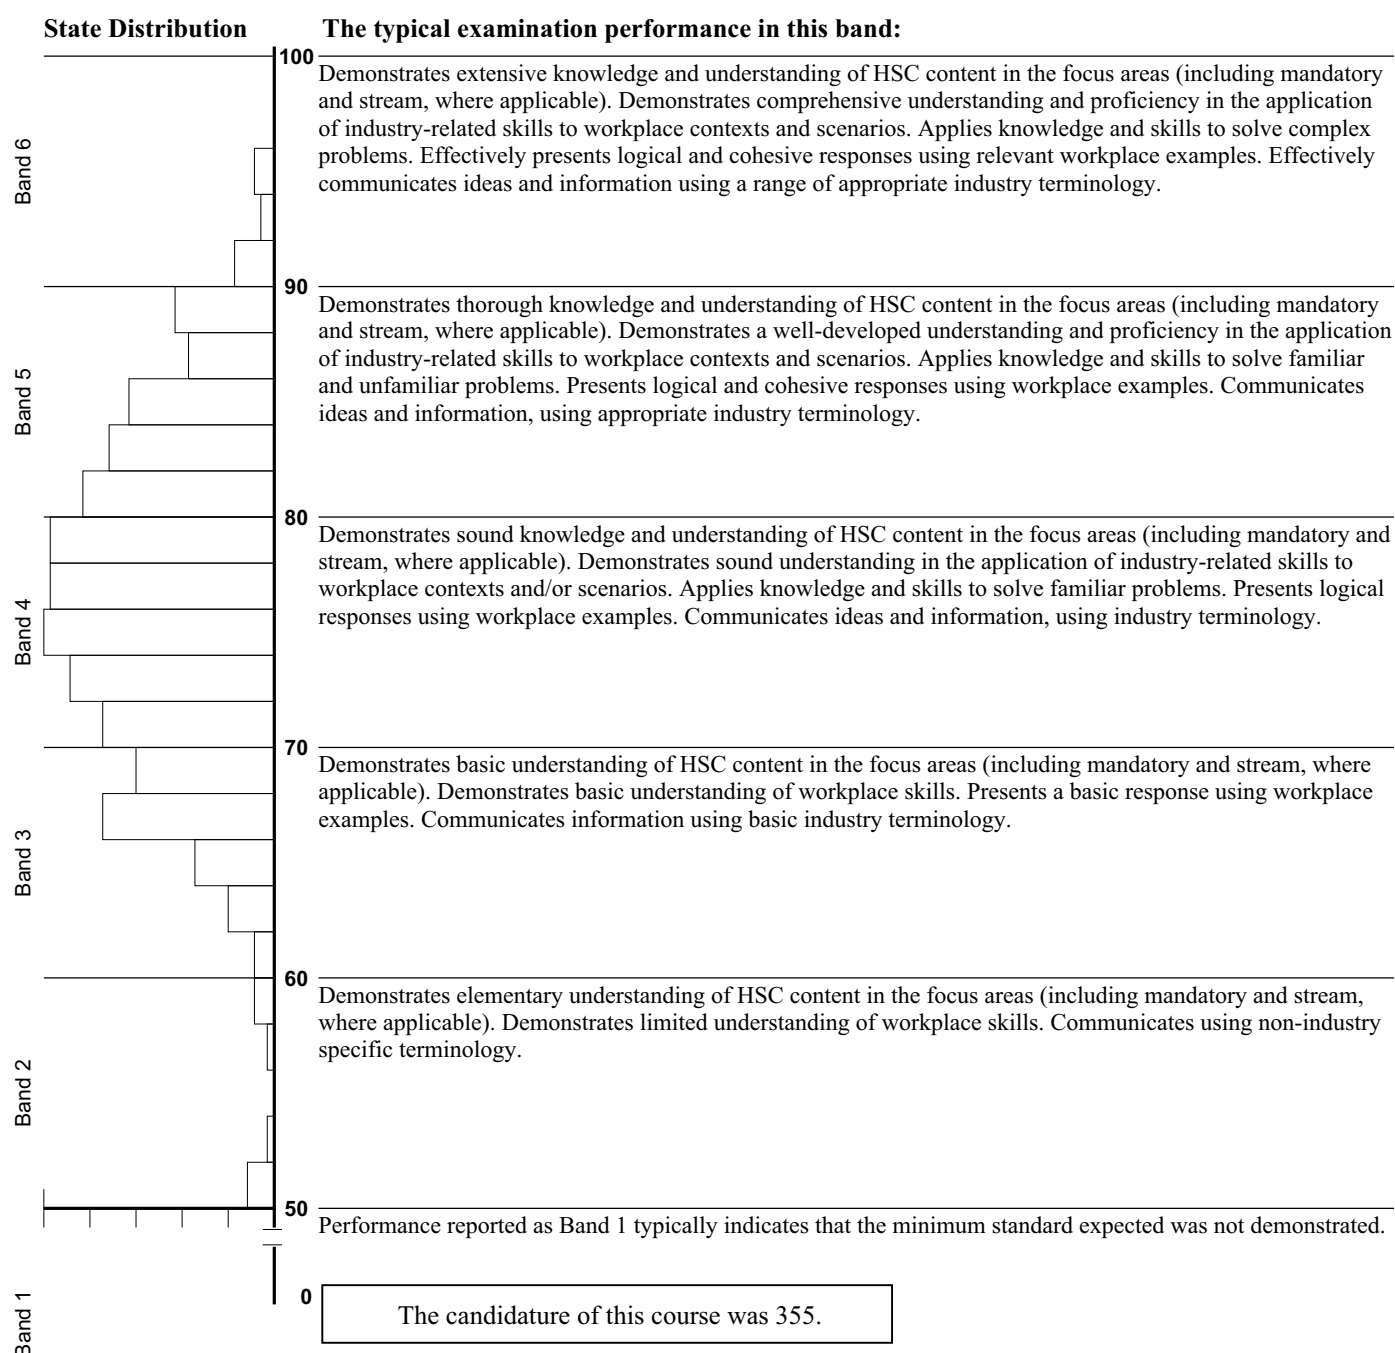 State Distribution
The typical examination performance in this band:
100
Demonstrates extensive knowledge and understanding of HSC content in the focus areas (including mandatory
and stream, where applicable). Demonstrates comprehensive understanding and proficiency in the application
of industry-related skills to workplace contexts and scenarios. Applies knowledge and skills to solve complex
problems. Effectively presents logical and cohesive responses using relevant workplace examples. Effectively
communicates ideas and information using a range of appropriate industry terminology.
Band 6
90
Demonstrates thorough knowledge and understanding of HSC content in the focus areas (including mandatory
and stream, where applicable). Demonstrates a well-developed understanding and proficiency in the application
of industry-related skills to workplace contexts and scenarios. Applies knowledge and skills to solve familiar
and unfamiliar problems. Presents logical and cohesive responses using workplace examples. Communicates
ideas and information, using appropriate industry terminology.
Band 5
80
Demonstrates sound knowledge and understanding of HSC content in the focus areas (including mandatory and
stream, where applicable). Demonstrates sound understanding in the application of industry-related skills to
workplace contexts and/or scenarios. Applies knowledge and skills to solve familiar problems. Presents logical
responses using workplace examples. Communicates ideas and information, using industry terminology.
Band 4
70
Demonstrates basic understanding of HSC content in the focus areas (including mandatory and stream, where
applicable). Demonstrates basic understanding of workplace skills. Presents a basic response using workplace
examples. Communicates information using basic industry terminology.
Band 3
60
Demonstrates elementary understanding of HSC content in the focus areas (including mandatory and stream,
where applicable). Demonstrates limited understanding of workplace skills. Communicates using non-industry
specific terminology.
Band 2
50
Performance reported as Band 1 typically indicates that the minimum standard expected was not demonstrated.
0
Band 1
The candidature of this course was 355.